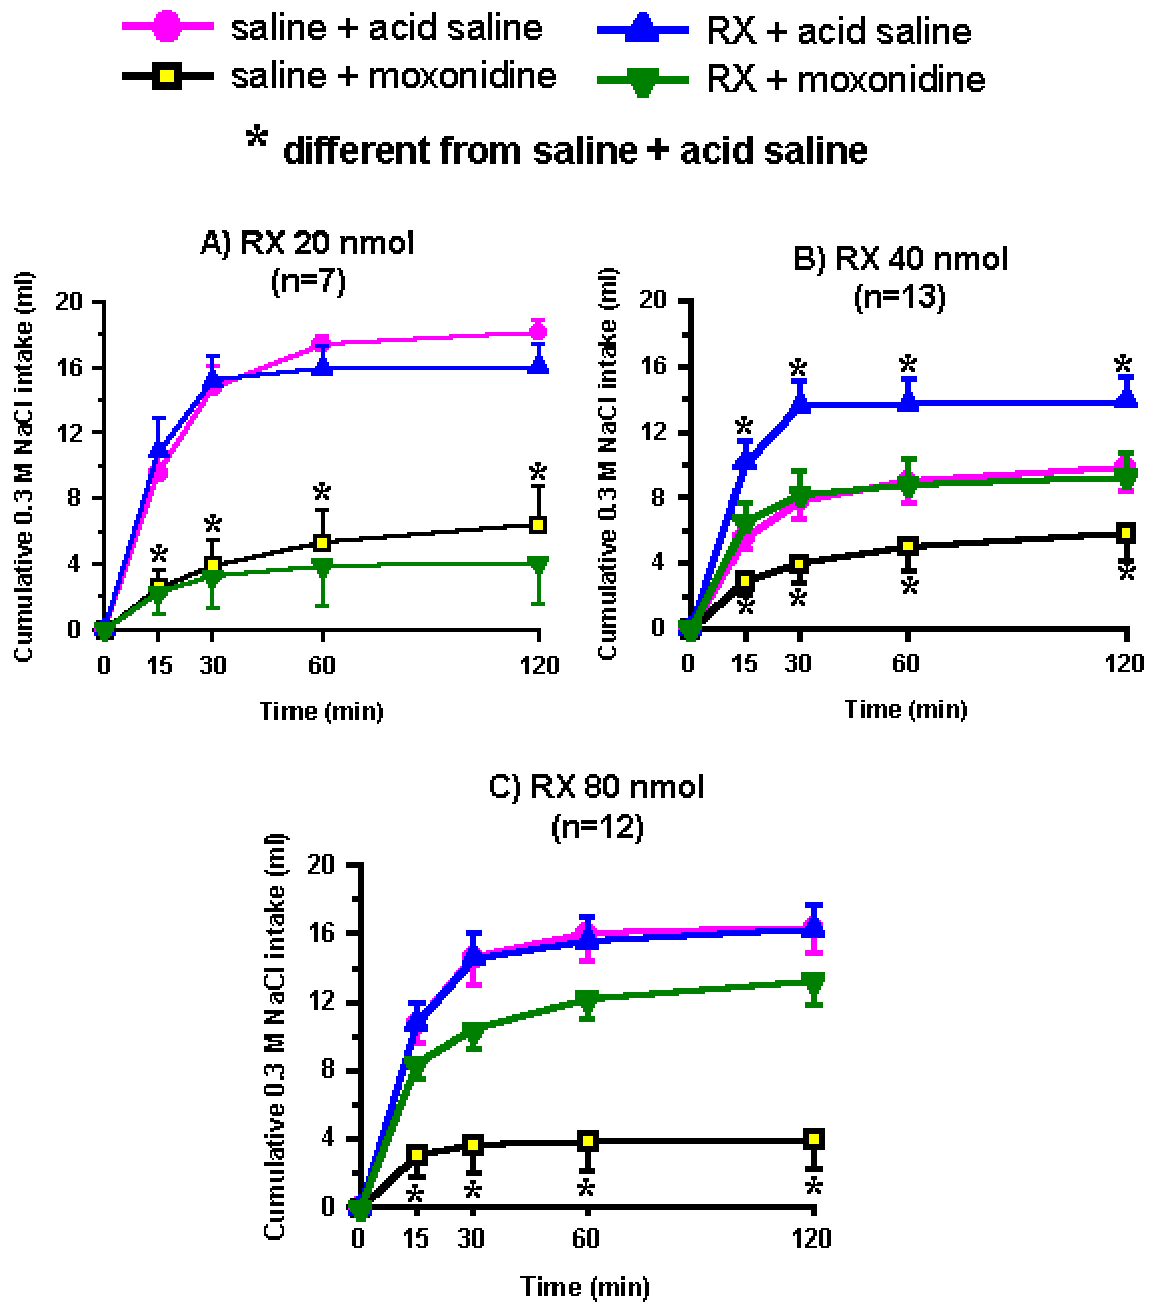 saline + acid saline
RX + acid saline
saline + moxonidine
RX + moxonidine
* different from saline + acid saline
A) RX 20 nmol
(n=7)
Cumulative 0.3 M NaCl intake (ml)
20
16
12
8
4
0
* * * *
0 15 30 60 120
Time (min)
B) RX 40 nmol
(n=13)
Cumulative 0.3 M NaCl intake (ml)
20
16
12
8
4
0
* * * *
* * * *
0 15 30 60 120
Time (min)
C) RX 80 nmol
(n=12)
Cumulative 0.3 M NaCl intake (ml)
20
16
12
8
4
0
* * * *
0 15 30 60 120
Time (min)